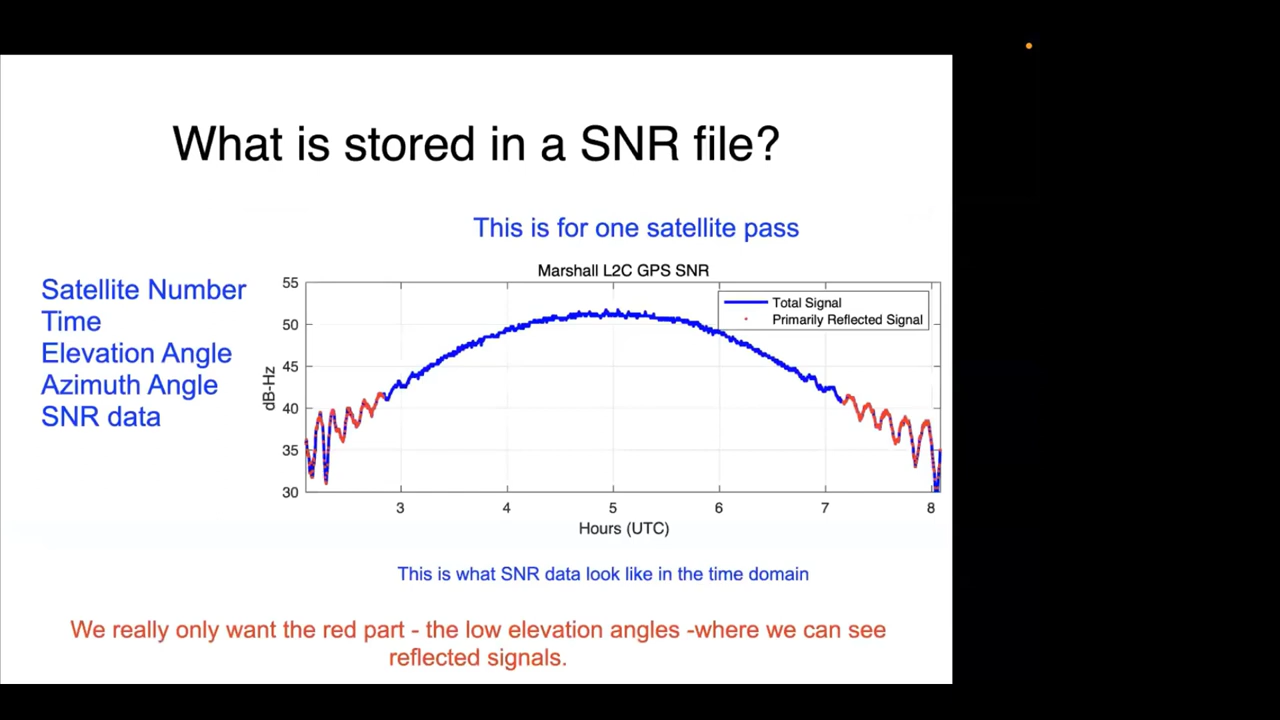 What is stored in a SNR file?
This is for one satellite pass
Satellite Number
Time
Elevation Angle
Azimuth Angle
SNR data
Marshall L2C GPS SNR
Total Signal
Primarily Reflected Signal
dB-Hz
55
50
45
40
35
30
3 4 5 6 7 8
Hours (UTC)
This is what SNR data look like in the time domain
We really only want the red part - the low elevation angles -where we can see
reflected signals.